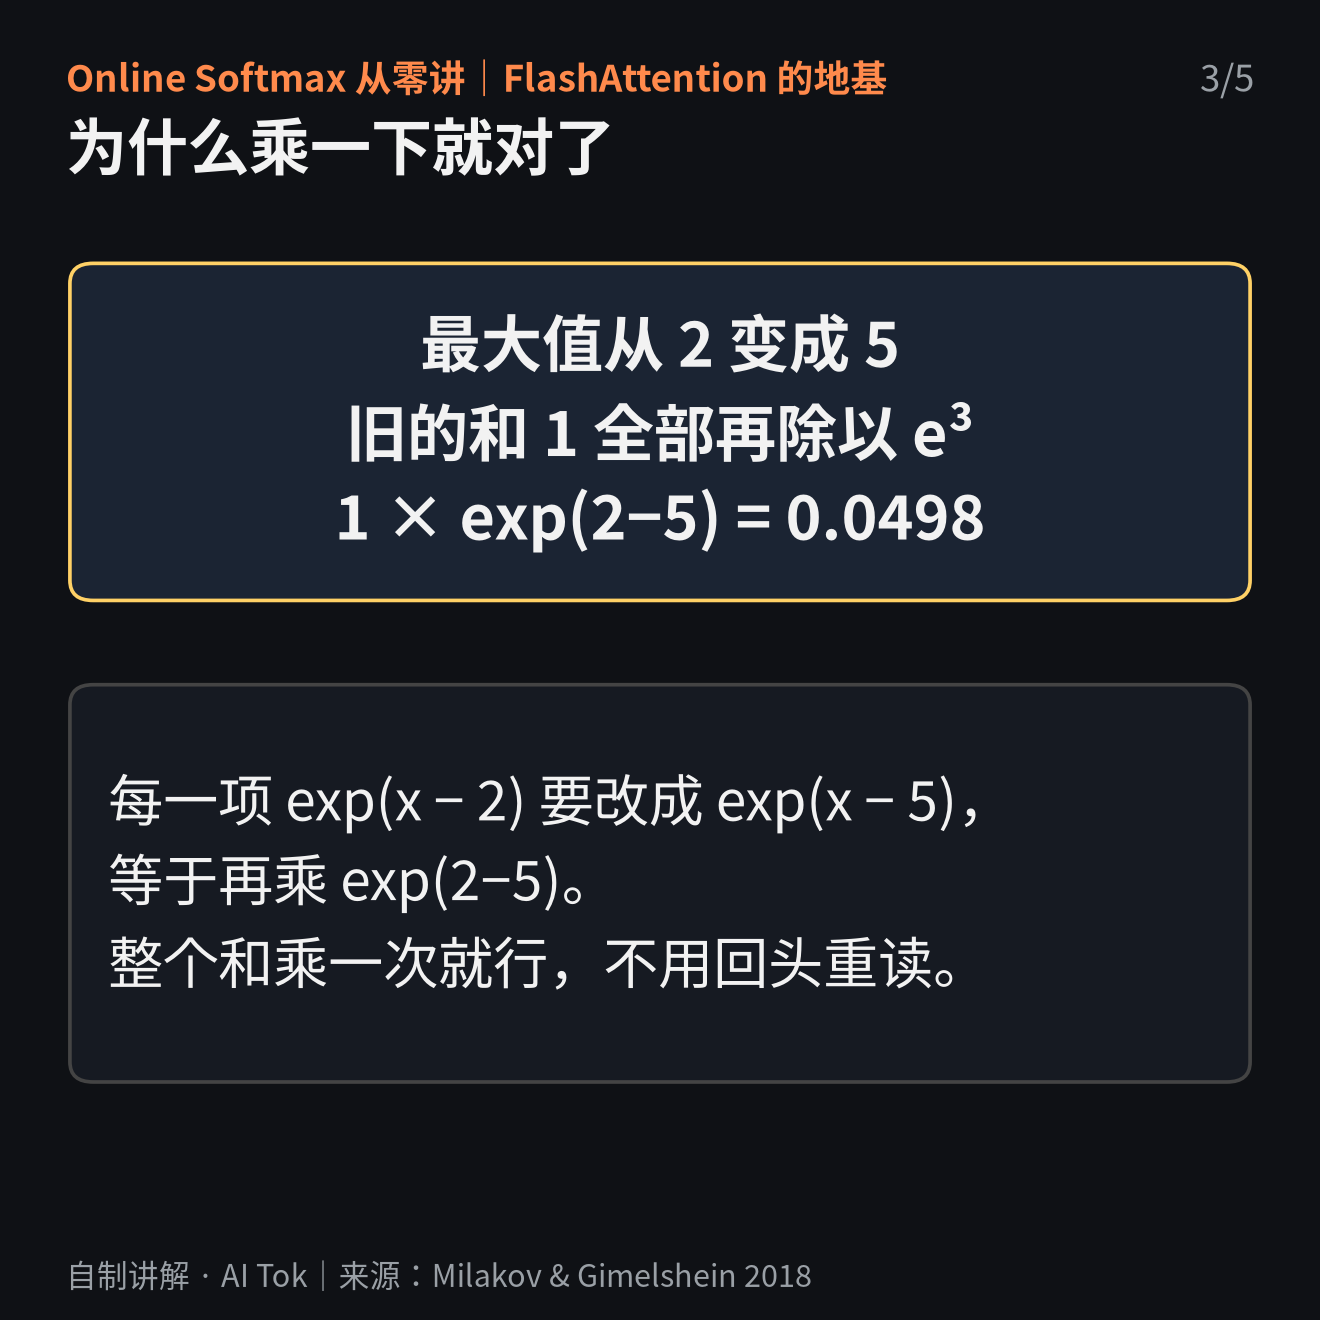 Online Softmax 从零讲｜FlashAttention 的地基
3/5
为什么乘一下就对了
最大值从 2 变成 5
旧的和 1 全部再除以 e³
1 × exp(2−5) = 0.0498
每一项 exp(x − 2) 要改成 exp(x − 5)，
等于再乘 exp(2−5)。
整个和乘一次就行，不用回头重读。
自制讲解 · AI Tok｜来源：Milakov & Gimelshein 2018